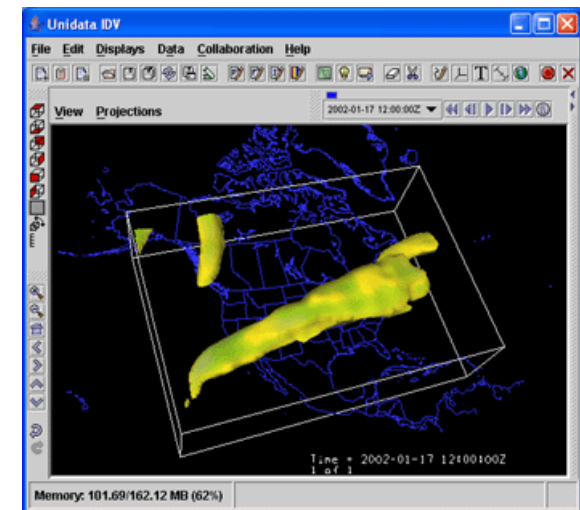 Unidata IDV
File Edit Displays Data Collaboration Help
View Projections
2002-01-17 12:00:00Z
Time = 2002-01-17 12:00:00Z
1 of 1
Memory: 101.69/162.12 MB (62%)